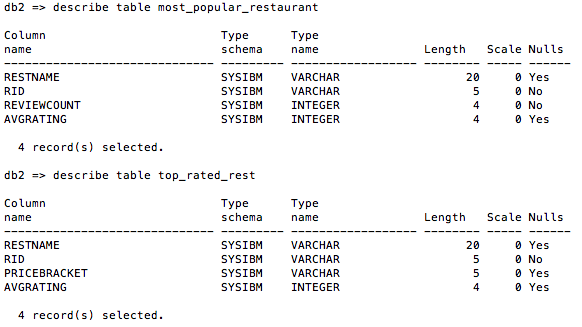 db2 => describe table most_popular_restaurant
Column Type Type
name schema name Length Scale Nulls
------------------------------- --------- ------------------ -------- ----- ------
RESTNAME SYSIBM VARCHAR 20 0 Yes
RID SYSIBM VARCHAR 5 0 No
REVIEWCOUNT SYSIBM INTEGER 4 0 No
AVGRATING SYSIBM INTEGER 4 0 Yes
4 record(s) selected.
db2 => describe table top_rated_rest
Column Type Type
name schema name Length Scale Nulls
------------------------------- --------- ------------------ -------- ----- ------
RESTNAME SYSIBM VARCHAR 20 0 Yes
RID SYSIBM VARCHAR 5 0 No
PRICEBRACKET SYSIBM VARCHAR 5 0 Yes
AVGRATING SYSIBM INTEGER 4 0 Yes
4 record(s) selected.